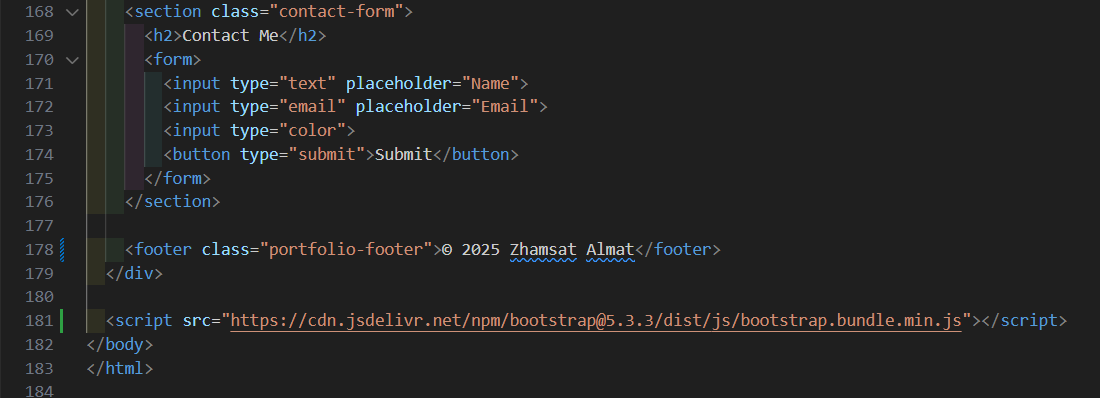 168 <section class="contact-form">
169 <h2>Contact Me</h2>
170 <form>
171 <input type="text" placeholder="Name">
172 <input type="email" placeholder="Email">
173 <input type="color">
174 <button type="submit">Submit</button>
175 </form>
176 </section>
177
178 <footer class="portfolio-footer">© 2025 Zhamsat Almat</footer>
179 </div>
180
181 <script src="https://cdn.jsdelivr.net/npm/bootstrap@5.3.3/dist/js/bootstrap.bundle.min.js"></script>
182 </body>
183 </html>
184